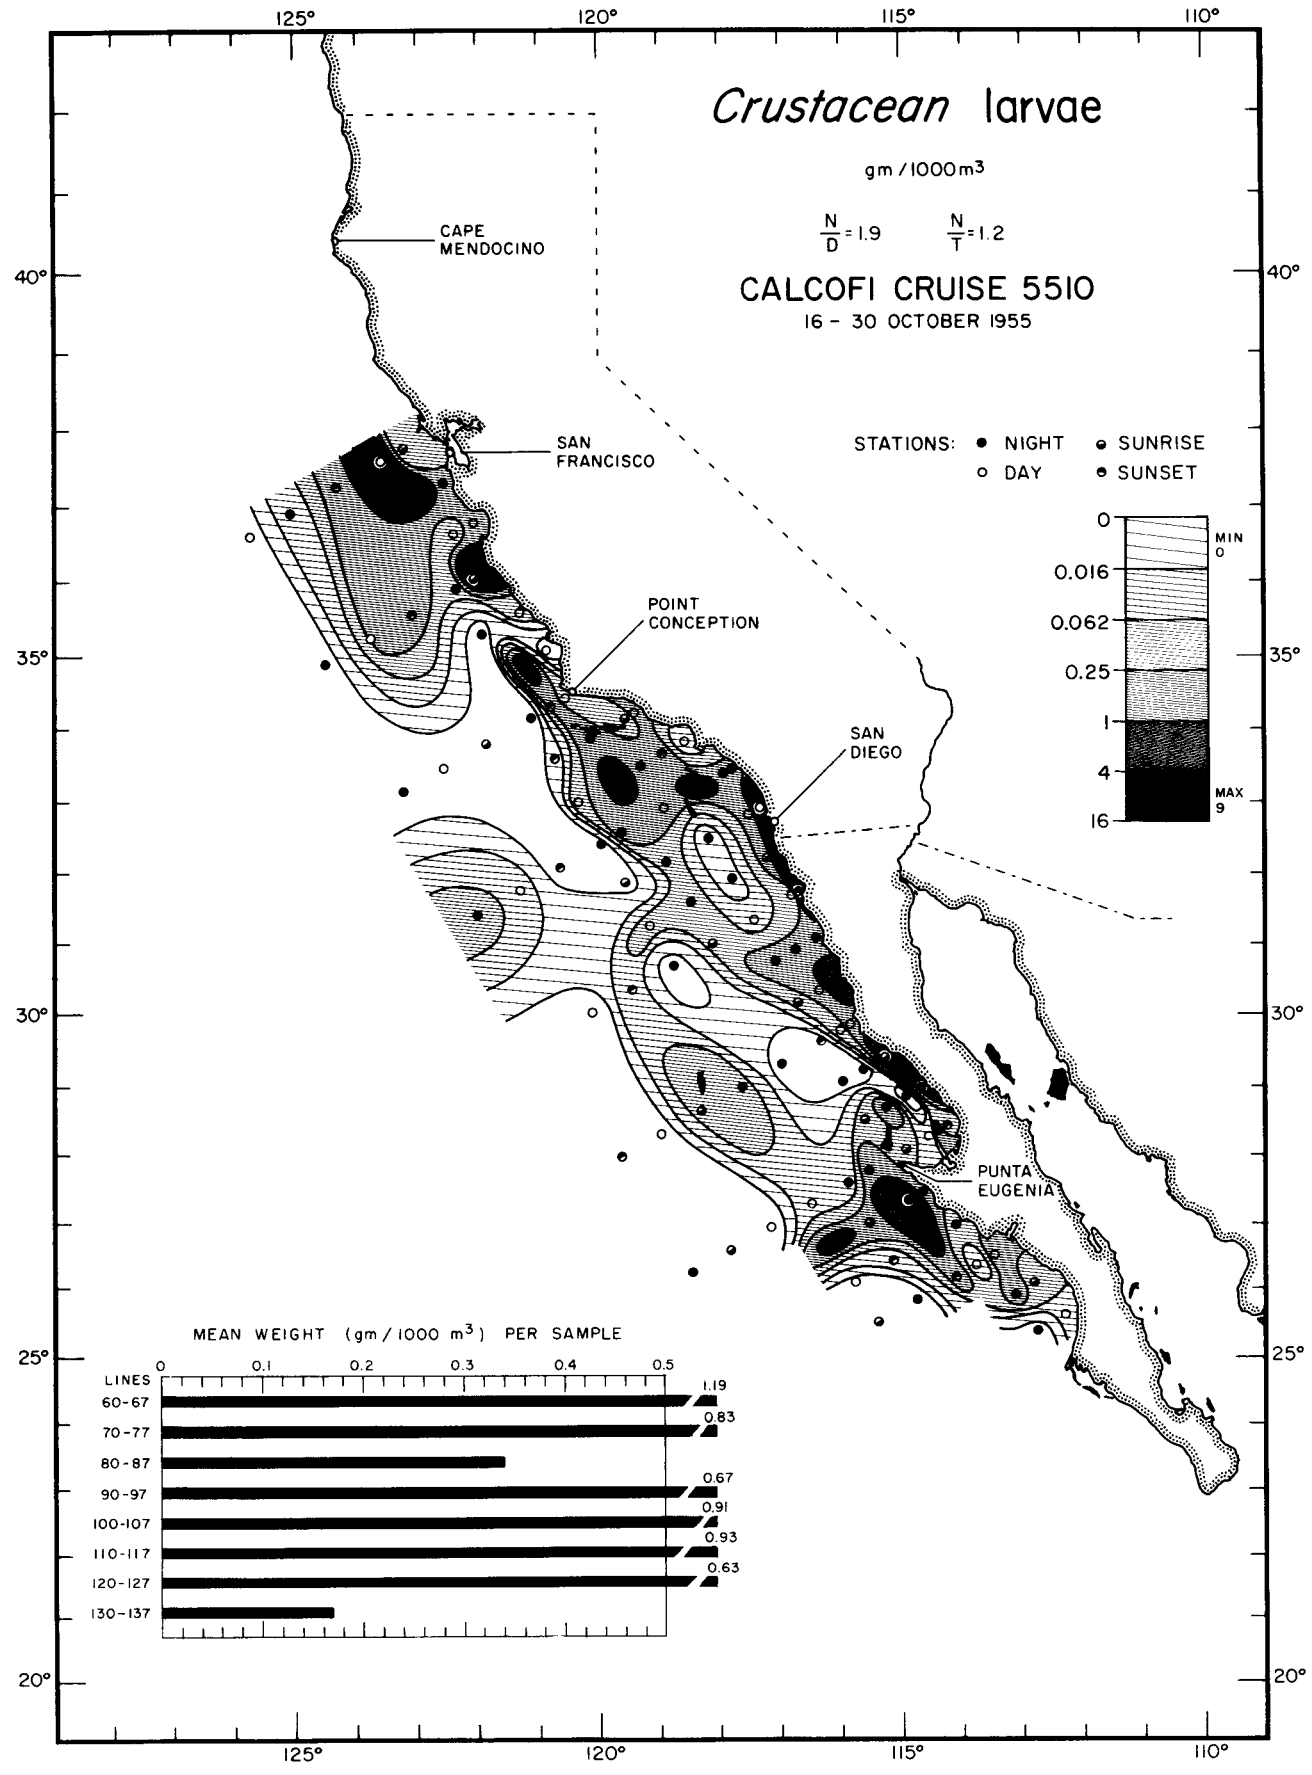 125° 120° 115° 110°
Crustacean larvae
gm/1000m³
N/D = 1.9 N/T = 1.2
CALCOFI CRUISE 5510
16 - 30 OCTOBER 1955
CAPE
MENDOCINO
40° 40°
STATIONS: ● NIGHT SUNRISE
○ DAY SUNSET
SAN
FRANCISCO
0
MIN
0
0.016
0.062
0.25
1
4
16
MAX
9
POINT
CONCEPTION
35° 35°
SAN
DIEGO
30° 30°
PUNTA
EUGENIA
MEAN WEIGHT (gm/1000 m³) PER SAMPLE
25° 25°
LINES
0 0.1 0.2 0.3 0.4 0.5
60-67 1.19
70-77 0.83
80-87
90-97 0.67
100-107 0.91
110-117 0.93
120-127 0.63
130-137
20° 20°
125° 120° 115° 110°